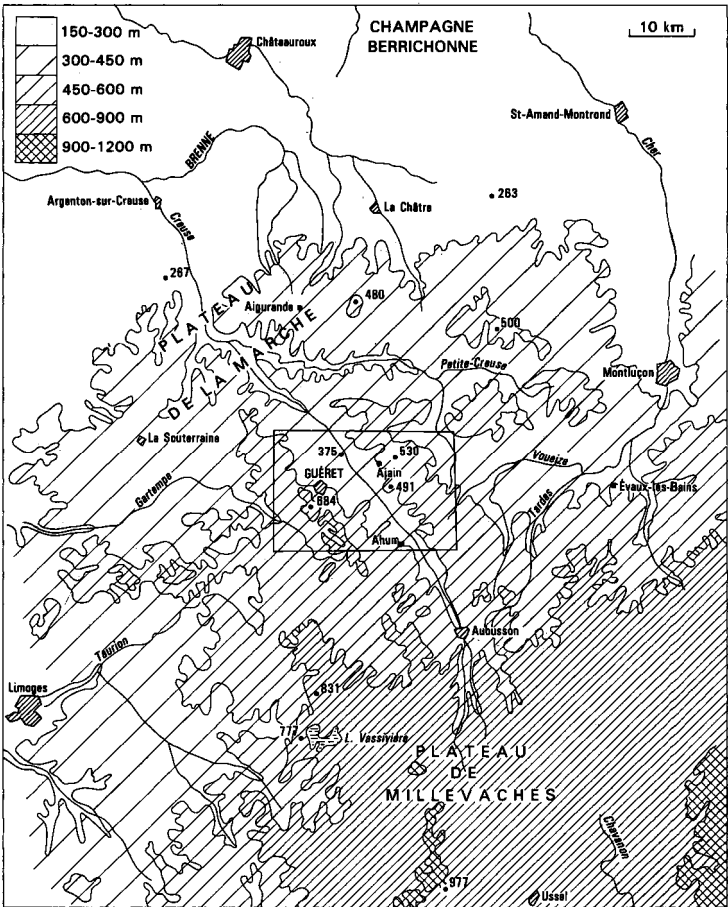 150-300 m
300-450 m
450-600 m
600-900 m
900-1200 m
CHAMPAGNE
BERRICHONNE
10 km
Châteauroux
St-Amand-Montrond
Cher
BRENNE
Argenton-sur-Creuse
Creuse
La Châtre
263
267
PLATEAU
DE LA MARCHE
Aigurande
460
500
Petite-Creuse
Montluçon
La Souterraine
375
530
Ajain
GUÉRET
491
684
Voueize
Tardes
Évaux-les-Bains
Gartempe
Ahun
Aubusson
Taurion
Limoges
831
777
L. Vassivière
PLATEAU
DE
MILLEVACHES
Chavanon
977
Ussel